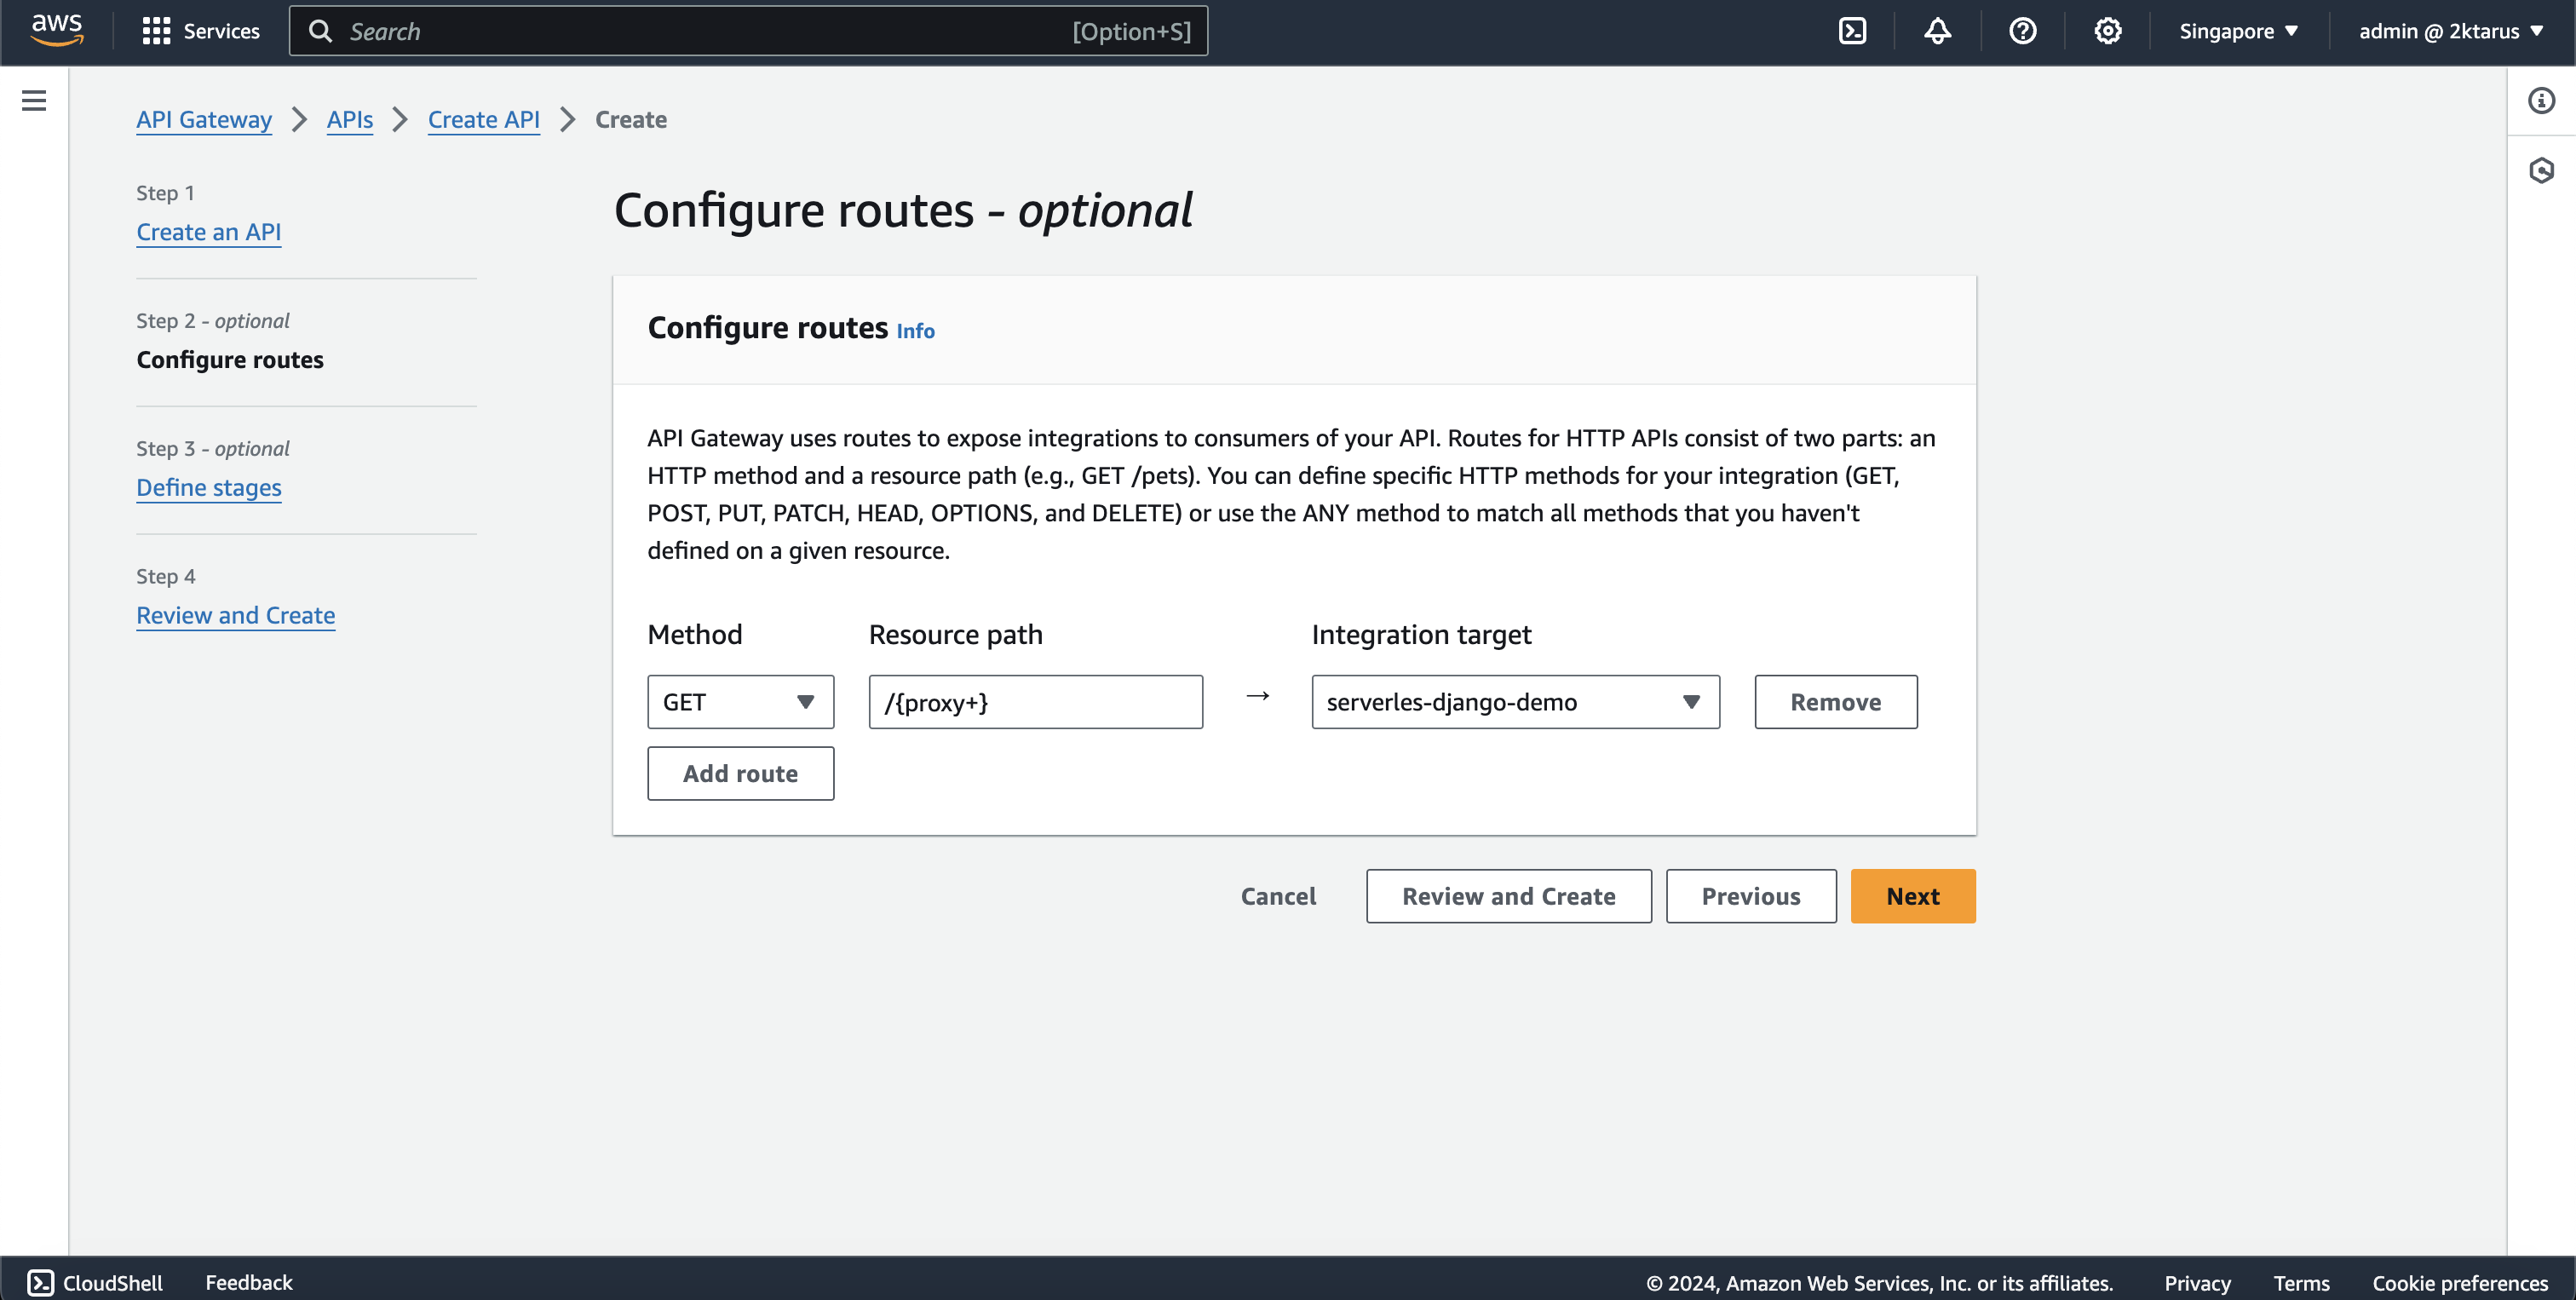 aws
Services
Search
[Option+S]
Singapore
admin @ 2ktarus
API Gateway
APIs
Create API
Create
Step 1
Create an API
Step 2 - optional
Configure routes
Step 3 - optional
Define stages
Step 4
Review and Create
Configure routes - optional
Configure routes Info
API Gateway uses routes to expose integrations to consumers of your API. Routes for HTTP APIs consist of two parts: an
HTTP method and a resource path (e.g., GET /pets). You can define specific HTTP methods for your integration (GET,
POST, PUT, PATCH, HEAD, OPTIONS, and DELETE) or use the ANY method to match all methods that you haven't
defined on a given resource.
Method
Resource path
Integration target
GET
/{proxy+}
→
serverles-django-demo
Remove
Add route
Cancel
Review and Create
Previous
Next
CloudShell
Feedback
© 2024, Amazon Web Services, Inc. or its affiliates.
Privacy
Terms
Cookie preferences